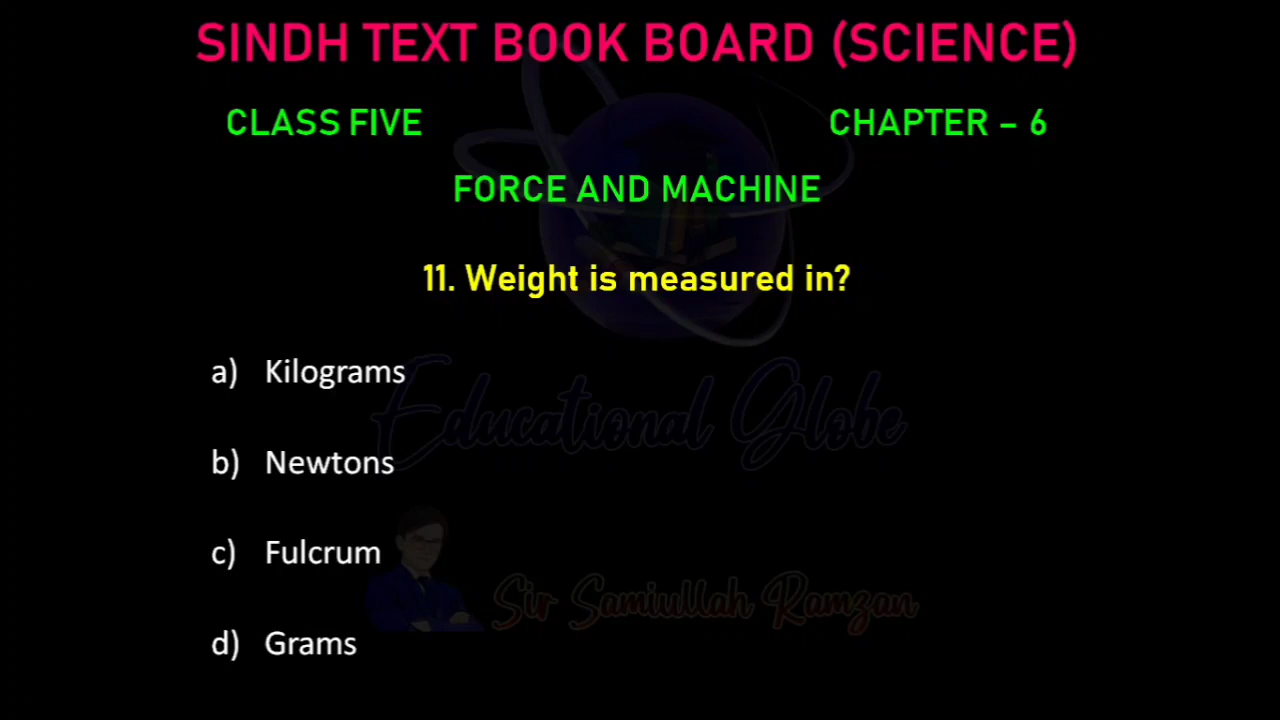 SINDH TEXT BOOK BOARD (SCIENCE)
CLASS FIVE CHAPTER – 6
FORCE AND MACHINE
11. Weight is measured in?
a) Kilograms
Educational Globe
b) Newtons
c) Fulcrum
Sir Samiullah Ramzan
d) Grams